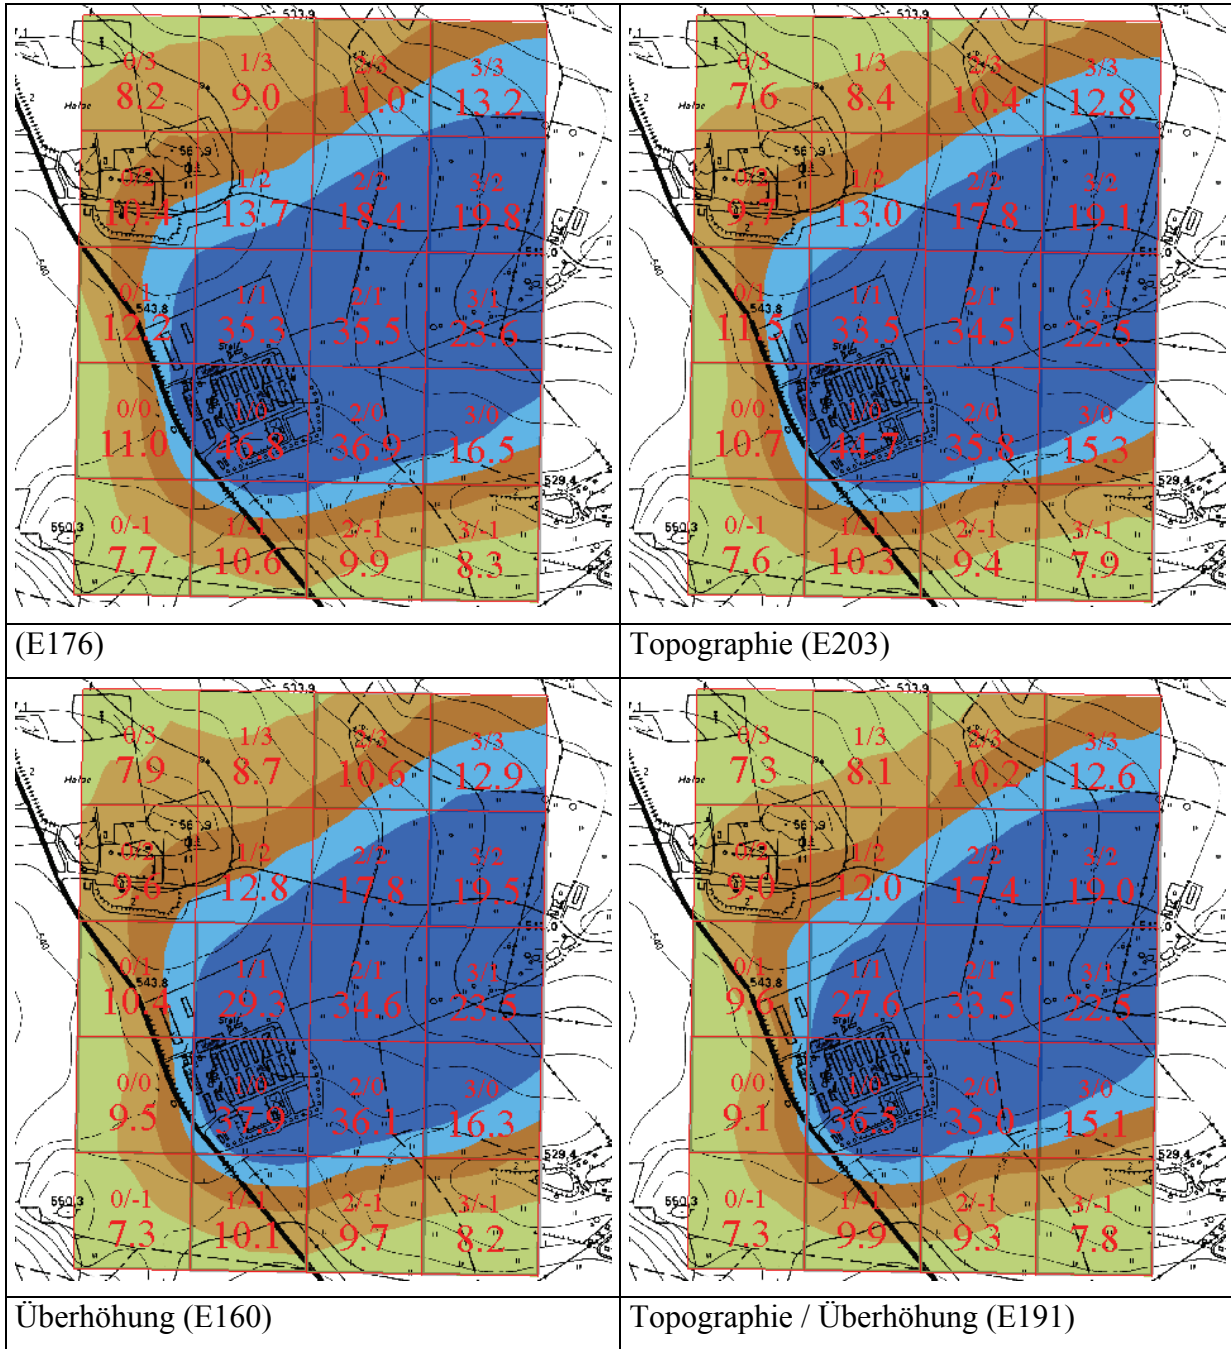 533.9
0/3 1/3 2/3 3/3
8.2 9.0 11.0 13.2
0/2 1/2 2/2 3/2
10.4 13.7 18.4 19.8
0/1 1/1 2/1 3/1
543.8
12.2 35.3 35.5 23.6
0/0 1/0 2/0 3/0
11.0 46.8 36.9 16.5
529.4
0/-1 1/-1 2/-1 3/-1
550.3
7.7 10.6 9.9 8.3
533.9
0/3 1/3 2/3 3/3
7.6 8.4 10.4 12.8
0/2 1/2 2/2 3/2
9.7 13.0 17.8 19.1
0/1 1/1 2/1 3/1
543.8
11.5 33.5 34.5 22.5
0/0 1/0 2/0 3/0
10.7 44.7 35.8 15.3
529.4
0/-1 1/-1 2/-1 3/-1
550.3
7.6 10.3 9.4 7.9
(E176)
Topographie (E203)
533.9
0/3 1/3 2/3 3/3
7.9 8.7 10.6 12.9
0/2 1/2 2/2 3/2
9.6 12.8 17.8 19.5
0/1 1/1 2/1 3/1
543.8
10.4 29.3 34.6 23.5
0/0 1/0 2/0 3/0
9.5 37.9 36.1 16.3
529.4
0/-1 1/-1 2/-1 3/-1
550.3
7.3 10.1 9.7 8.2
533.9
0/3 1/3 2/3 3/3
7.3 8.1 10.2 12.6
0/2 1/2 2/2 3/2
9.0 12.0 17.4 19.0
0/1 1/1 2/1 3/1
543.8
9.6 27.6 33.5 22.5
0/0 1/0 2/0 3/0
9.1 36.5 35.0 15.1
529.4
0/-1 1/-1 2/-1 3/-1
550.3
7.3 9.9 9.3 7.8
Überhöhung (E160)
Topographie / Überhöhung (E191)